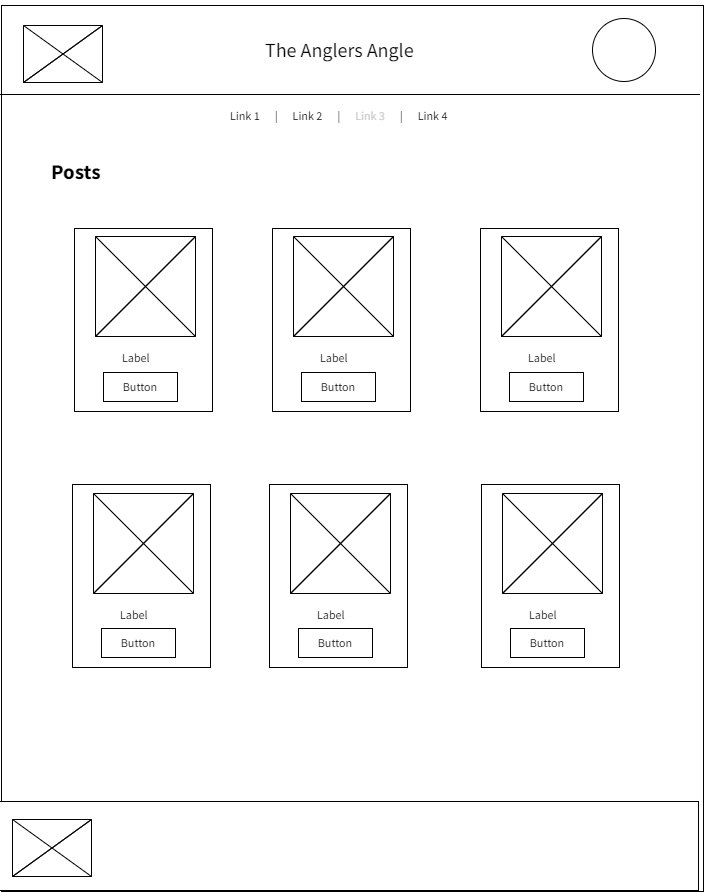 The Anglers Angle
Link 1 | Link 2 | Link 3 | Link 4
Posts
Label Label Label
Button Button Button
Label Label Label
Button Button Button